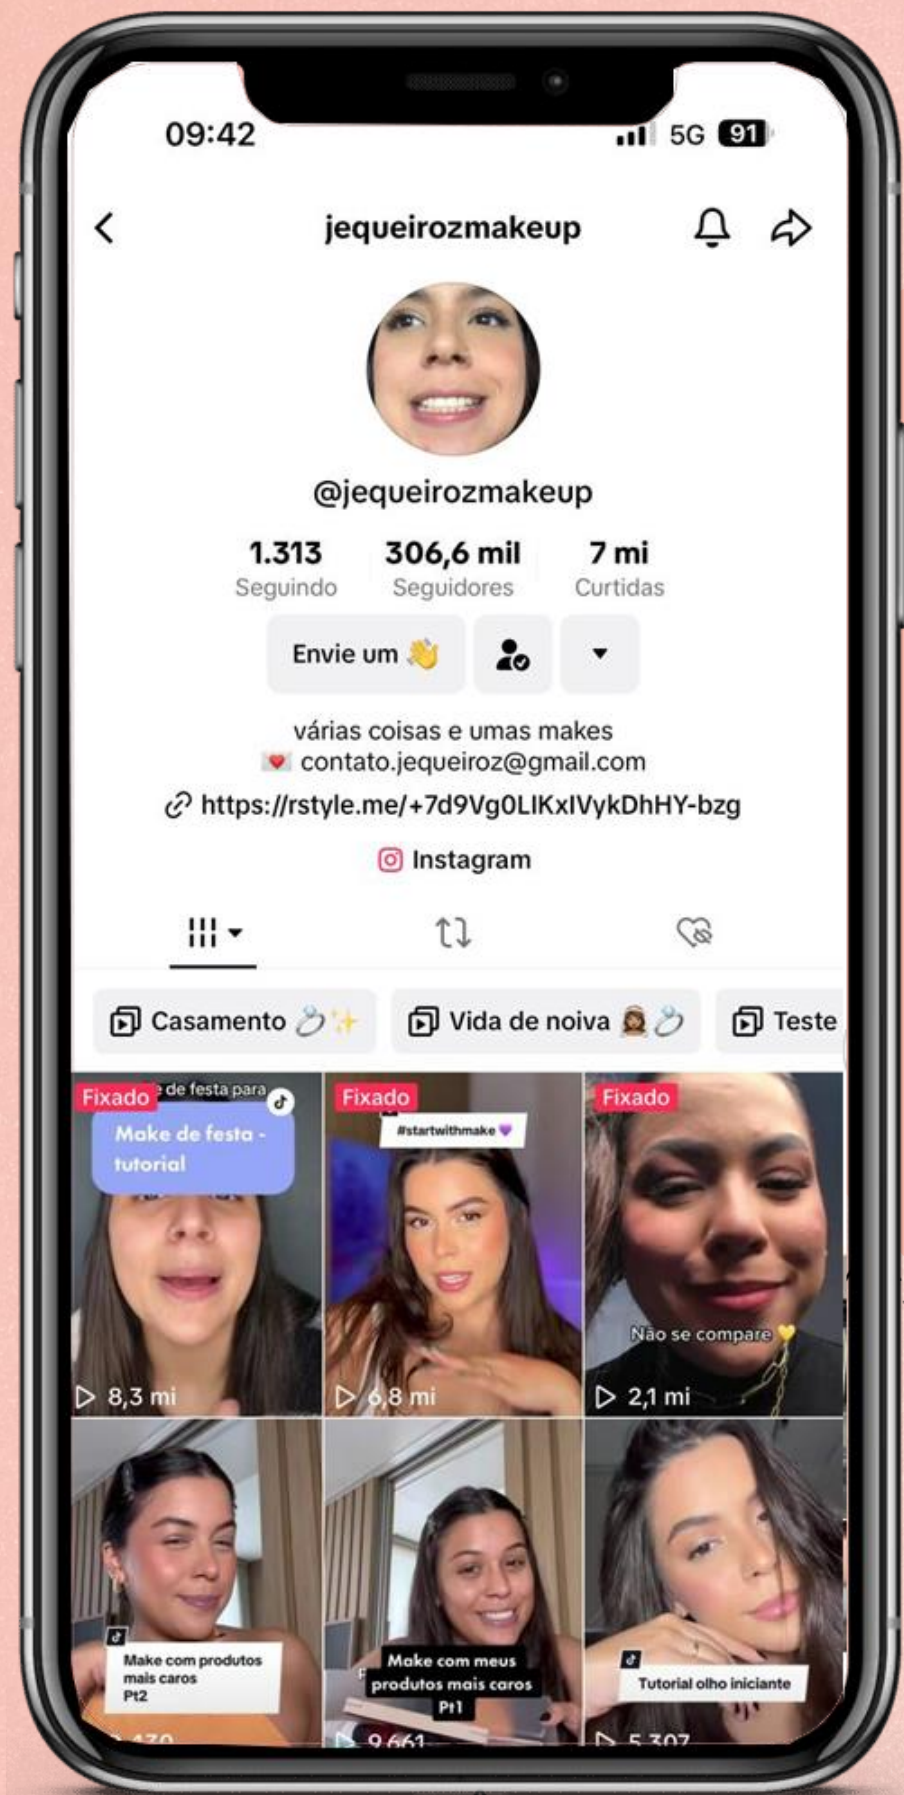 09:42
5G 91
jequeirozmakeup
@jequeirozmakeup
1.313 306,6 mil 7 mi
Seguindo Seguidores Curtidas
Envie um 👋
várias coisas e umas makes
💌 contato.jequeiroz@gmail.com
https://rstyle.me/+7d9Vg0LIKxIVykDhHY-bzg
Instagram
Casamento 💍✨ Vida de noiva 👰🏽💍 Teste
Fixado
de festa para
Make de festa -
tutorial
8,3 mi
Fixado
#startwithmake 💜
6,8 mi
Fixado
Não se compare 💛
2,1 mi
Make com produtos
mais caros
Pt2
Make com meus
produtos mais caros
Pt1
9.661
Tutorial olho iniciante
5.307